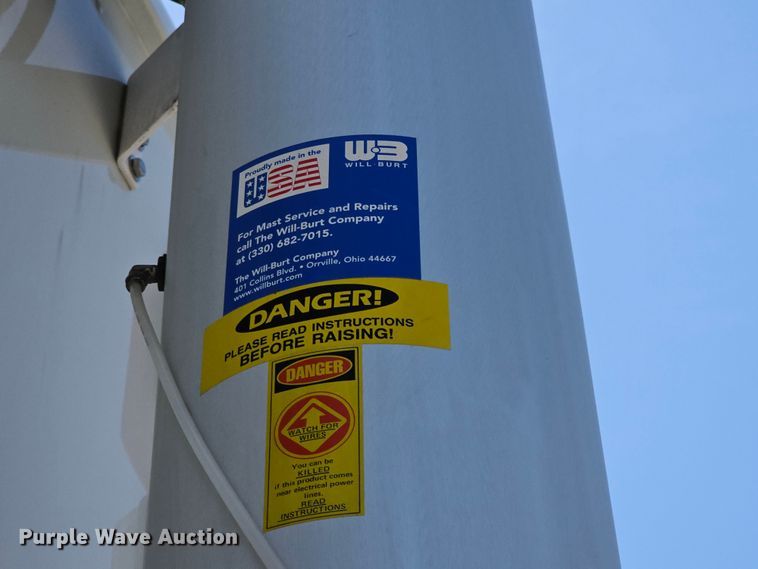 Proudly made in the
USA
WB
WILL-BURT
For Mast Service and Repairs
call The Will-Burt Company
at (330) 682-7015.
The Will-Burt Company
401 Collins Blvd. • Orrville, Ohio 44667
www.willburt.com
DANGER!
PLEASE READ INSTRUCTIONS
BEFORE RAISING!
DANGER
WATCH FOR
WIRES
You can be
KILLED
if this product comes
near electrical power
lines.
READ
INSTRUCTIONS
Purple Wave Auction